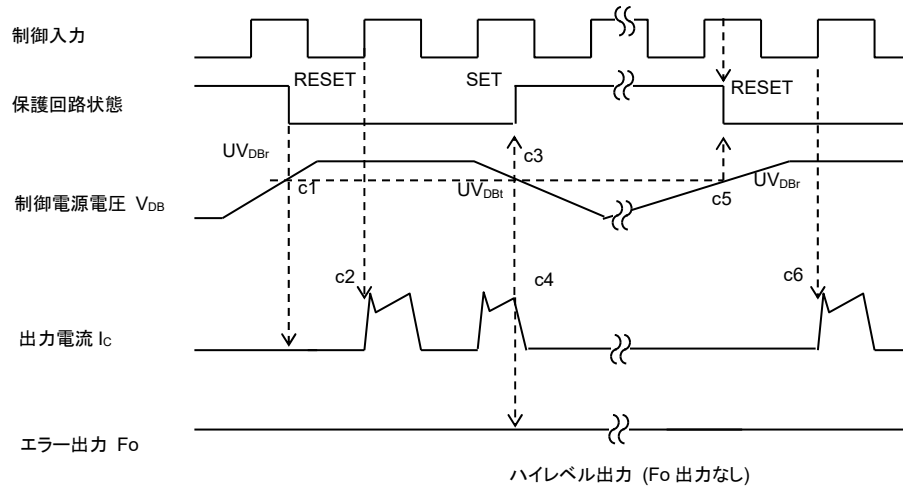 制御入力
RESET
SET
RESET
保護回路状態
UVDBr
c1
c3
UVDBt
c5
UVDBr
制御電源電圧 VDB
c2
c4
c6
出力電流 Ic
エラー出力 Fo
ハイレベル出力 (Fo 出力なし)